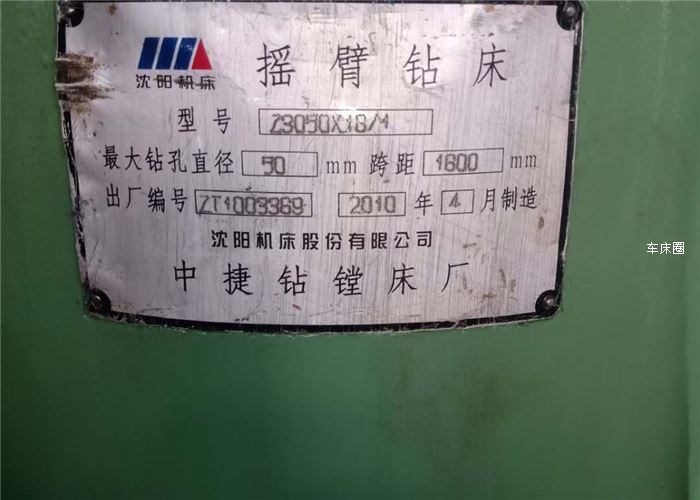 沈阳机床
摇臂钻床
型号 Z3050X16/1
最大钻孔直径 50 mm 跨距 1600 mm
出厂编号 ZT1003369 2010 年 4 月制造
沈阳机床股份有限公司
中捷钻镗床厂
车床圈